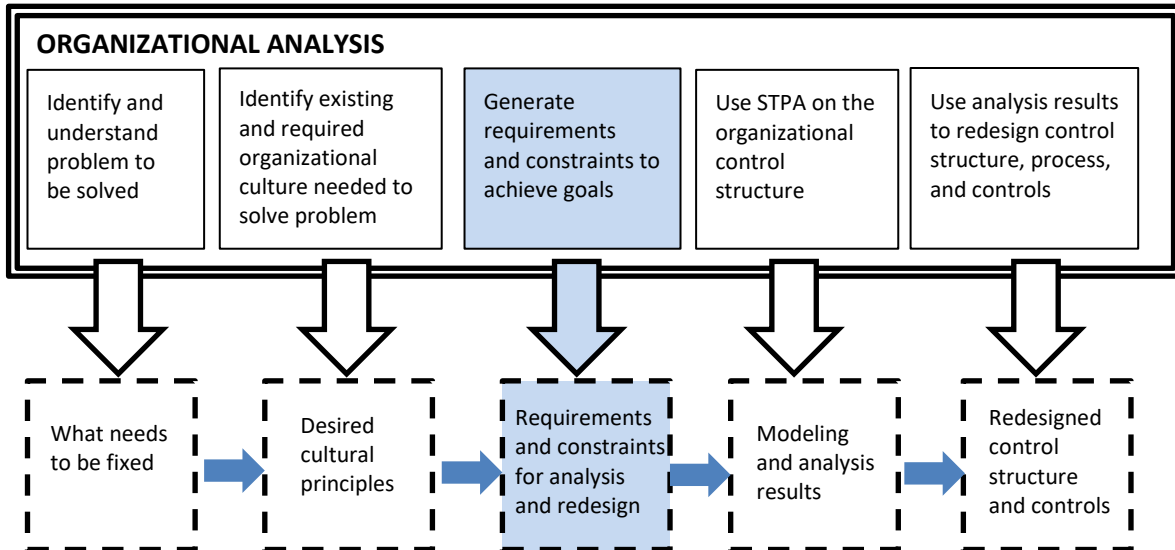 ORGANIZATIONAL ANALYSIS
Identify and
understand
problem to
be solved
Identify existing
and required
organizational
culture needed to
solve problem
Generate
requirements
and constraints to
achieve goals
Use STPA on the
organizational
control
structure
Use analysis results
to redesign control
structure, process,
and controls
What needs
to be fixed
Desired
cultural
principles
Requirements
and constraints
for analysis
and redesign
Modeling
and analysis
results
Redesigned
control
structure
and controls